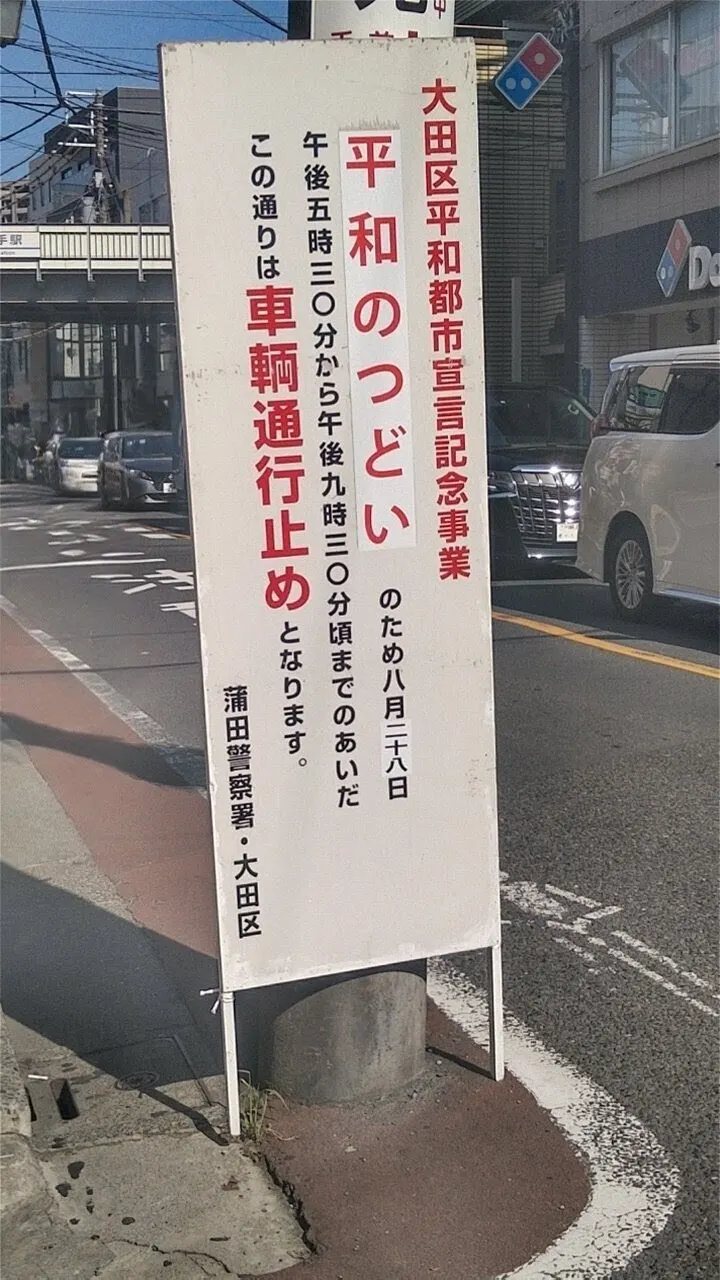 大田区平和都市宣言記念事業
平和のつどい のため八月二十八日
午後五時三〇分から午後九時三〇分頃までのあいだ
この通りは車輌通行止めとなります。
蒲田警察署・大田区
手駅
Do